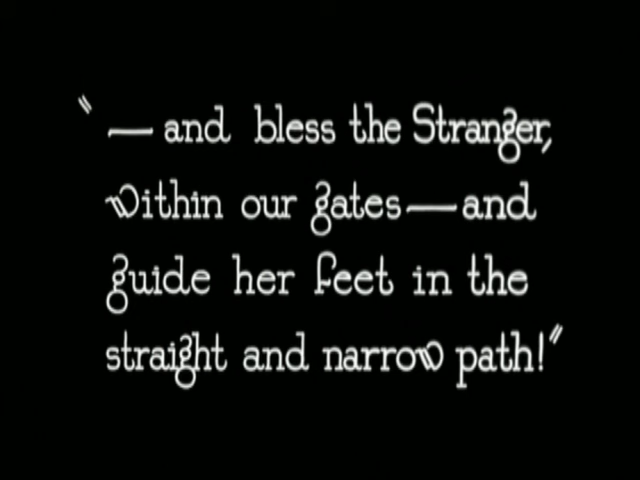 "—and bless the Stranger,
within our gates—and
guide her feet in the
straight and narrow path!"